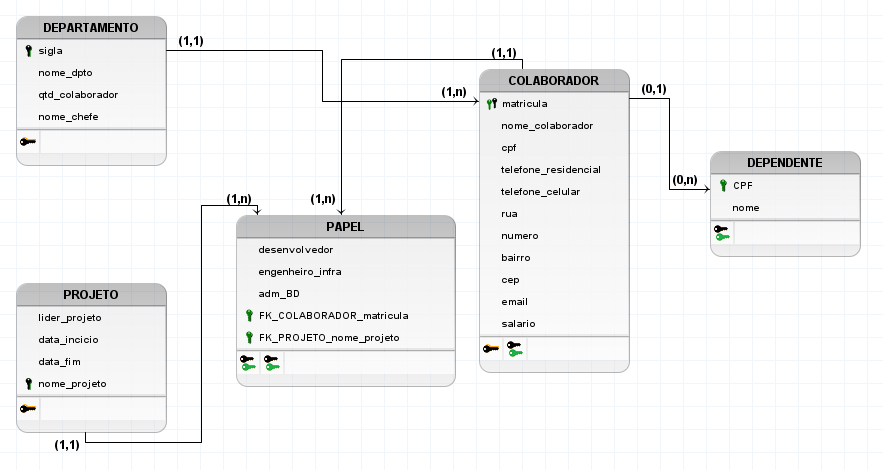 DEPARTAMENTO
sigla
nome_dpto
qtd_colaborador
nome_chefe
(1,1)
(1,n)
(1,1)
COLABORADOR
matricula
nome_colaborador
cpf
telefone_residencial
telefone_celular
rua
numero
bairro
cep
email
salario
(0,1)
(0,n)
DEPENDENTE
CPF
nome
(1,n)
(1,n)
PAPEL
desenvolvedor
engenheiro_infra
adm_BD
FK_COLABORADOR_matricula
FK_PROJETO_nome_projeto
PROJETO
lider_projeto
data_incicio
data_fim
nome_projeto
(1,1)